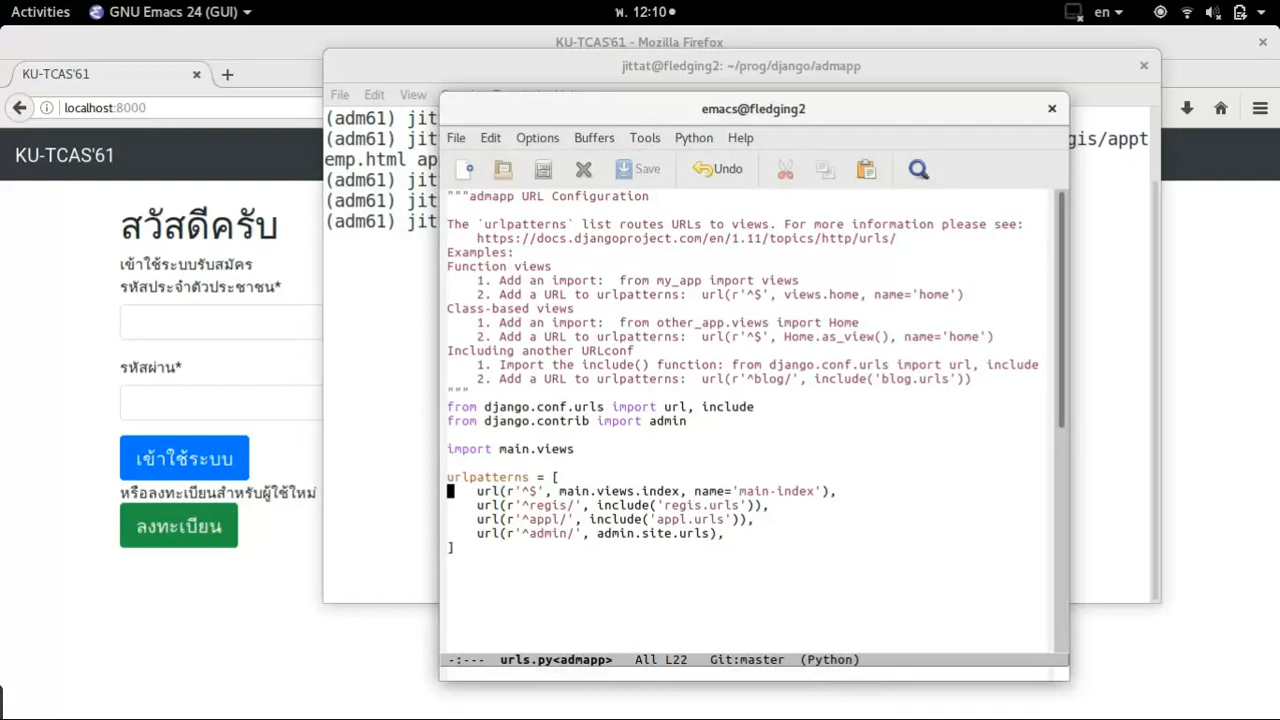 Activities GNU Emacs 24 (GUI) พ. 12:10 en
KU-TCAS'61 - Mozilla Firefox
KU-TCAS'61
localhost:8000
KU-TCAS'61
สวัสดีครับ
เข้าใช้ระบบรับสมัคร
รหัสประจำตัวประชาชน*
รหัสผ่าน*
เข้าใช้ระบบ
หรือลงทะเบียนสำหรับผู้ใช้ใหม่
ลงทะเบียน
jittat@fledging2: ~/prog/django/admapp
File Edit View
(adm61) jit
(adm61) jit gis/appt
emp.html ap
(adm61) jit
(adm61) jit
(adm61) jit
emacs@fledging2
File Edit Options Buffers Tools Python Help
Save Undo
"""admapp URL Configuration
The `urlpatterns` list routes URLs to views. For more information please see:
https://docs.djangoproject.com/en/1.11/topics/http/urls/
Examples:
Function views
1. Add an import:  from my_app import views
2. Add a URL to urlpatterns:  url(r'^$', views.home, name='home')
Class-based views
1. Add an import:  from other_app.views import Home
2. Add a URL to urlpatterns:  url(r'^$', Home.as_view(), name='home')
Including another URLconf
1. Import the include() function: from django.conf.urls import url, include
2. Add a URL to urlpatterns:  url(r'^blog/', include('blog.urls'))
"""
from django.conf.urls import url, include
from django.contrib import admin
import main.views
urlpatterns = [
url(r'^$', main.views.index, name='main-index'),
url(r'^regis/', include('regis.urls')),
url(r'^appl/', include('appl.urls')),
url(r'^admin/', admin.site.urls),
]
-:--- urls.py<admapp> All L22 Git:master (Python)